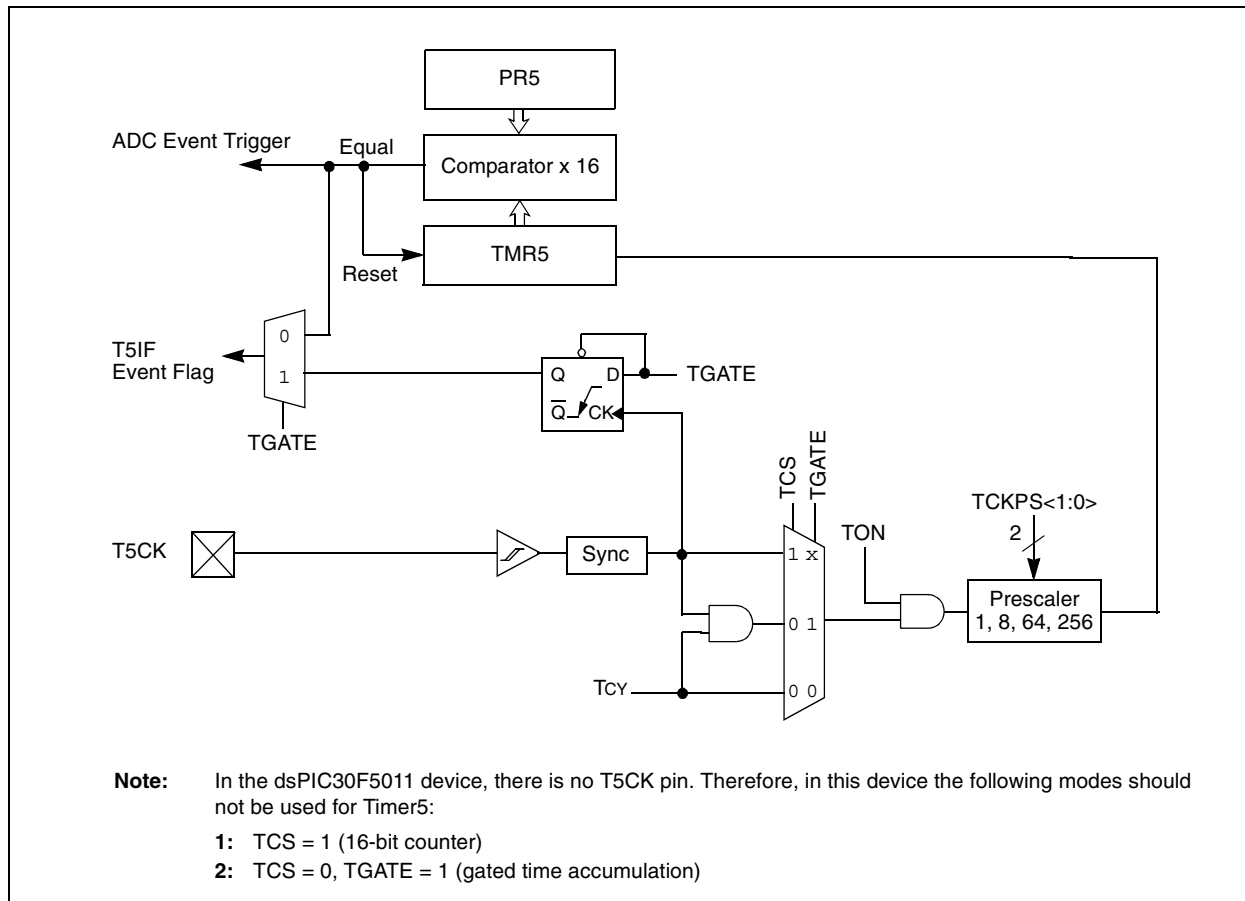 PR5
ADC Event Trigger
Equal
Comparator x 16
TMR5
Reset
0
T5IF
Event Flag
1
Q D
TGATE
Q CK
TGATE
TCS
TGATE
TCKPS<1:0>
2
TON
T5CK
Sync
1 x
Prescaler
1, 8, 64, 256
0 1
TCY
0 0
Note: In the dsPIC30F5011 device, there is no T5CK pin. Therefore, in this device the following modes should
not be used for Timer5:
1: TCS = 1 (16-bit counter)
2: TCS = 0, TGATE = 1 (gated time accumulation)